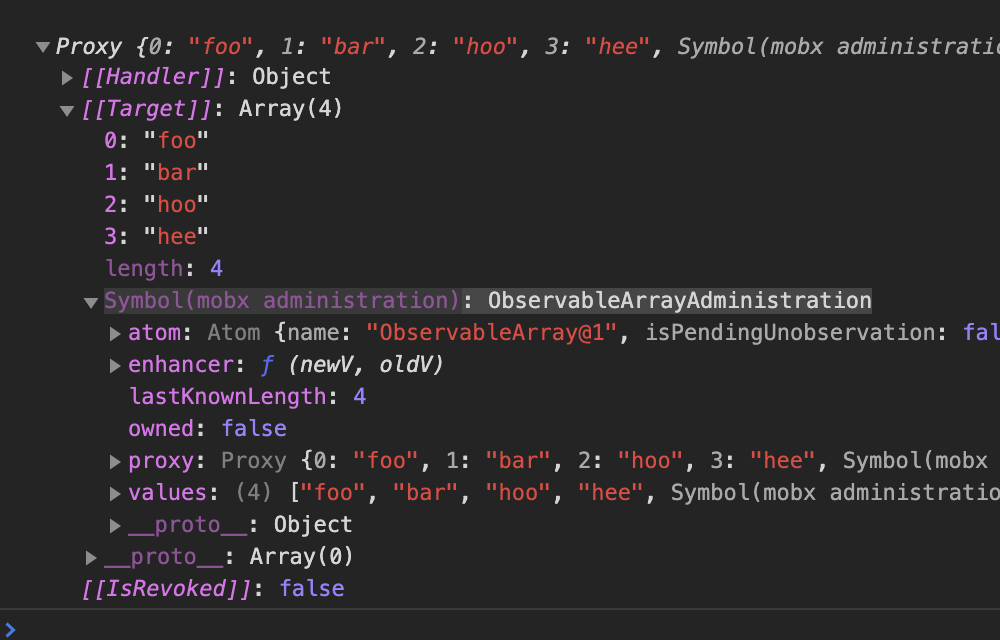 Proxy {0: "foo", 1: "bar", 2: "hoo", 3: "hee", Symbol(mobx administratio
[[Handler]]: Object
[[Target]]: Array(4)
0: "foo"
1: "bar"
2: "hoo"
3: "hee"
length: 4
Symbol(mobx administration): ObservableArrayAdministration
atom: Atom {name: "ObservableArray@1", isPendingUnobservation: fal
enhancer: ƒ (newV, oldV)
lastKnownLength: 4
owned: false
proxy: Proxy {0: "foo", 1: "bar", 2: "hoo", 3: "hee", Symbol(mobx
values: (4) ["foo", "bar", "hoo", "hee", Symbol(mobx administratio
__proto__: Object
__proto__: Array(0)
[[IsRevoked]]: false